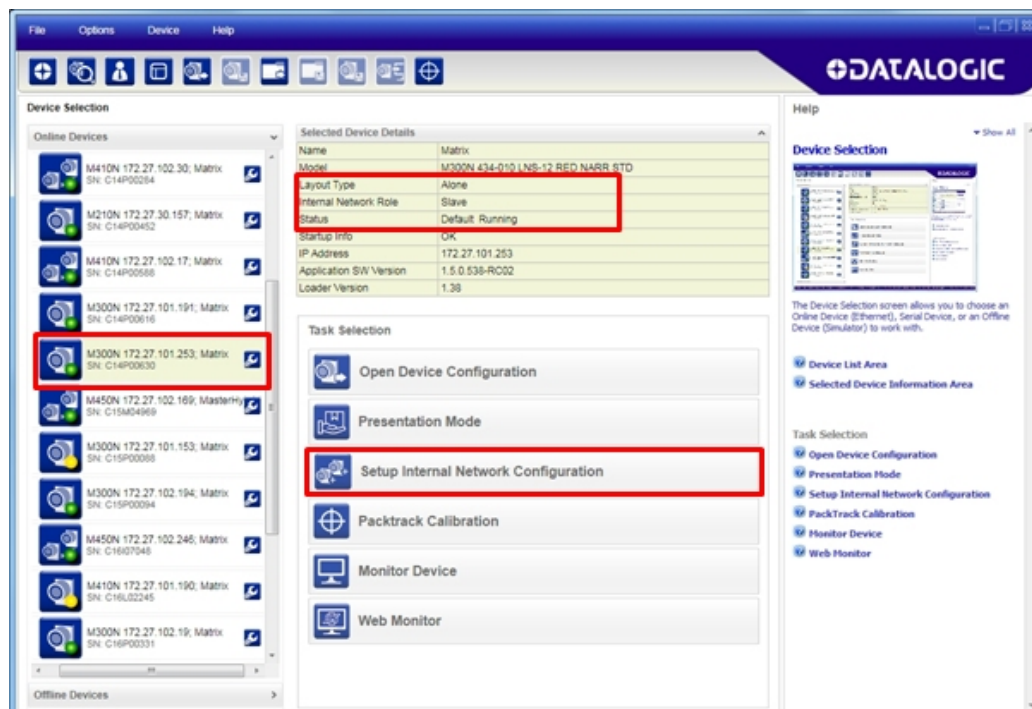 File Options Device Help
DATALOGIC
Device Selection
Online Devices
M410N 172.27.102.30; Matrix
SN: C14P00284
M210N 172.27.30.157; Matrix
SN: C14P00452
M410N 172.27.102.17; Matrix
SN: C14P00588
M300N 172.27.101.191; Matrix
SN: C14P00616
M300N 172.27.101.253; Matrix
SN: C14P00630
M450N 172.27.102.169; MasterHy
SN: C15M04969
M300N 172.27.101.153; Matrix
SN: C15P00088
M300N 172.27.102.194; Matrix
SN: C15P00094
M450N 172.27.102.246; Matrix
SN: C16I07048
M410N 172.27.101.190; Matrix
SN: C16L02245
M300N 172.27.102.19; Matrix
SN: C16P00331
Offline Devices
Selected Device Details
Name Matrix
Model M300N 434-010 LNS-12 RED NARR STD
Layout Type Alone
Internal Network Role Slave
Status Default Running
Startup Info OK
IP Address 172.27.101.253
Application SW Version 1.5.0.538-RC02
Loader Version 1.38
Task Selection
Open Device Configuration
Presentation Mode
Setup Internal Network Configuration
Packtrack Calibration
Monitor Device
Web Monitor
Help
Show All
Device Selection
The Device Selection screen allows you to choose an
Online Device (Ethernet), Serial Device, or an Offline
Device (Simulator) to work with.
Device List Area
Selected Device Information Area
Task Selection
Open Device Configuration
Presentation Mode
Setup Internal Network Configuration
PackTrack Calibration
Monitor Device
Web Monitor